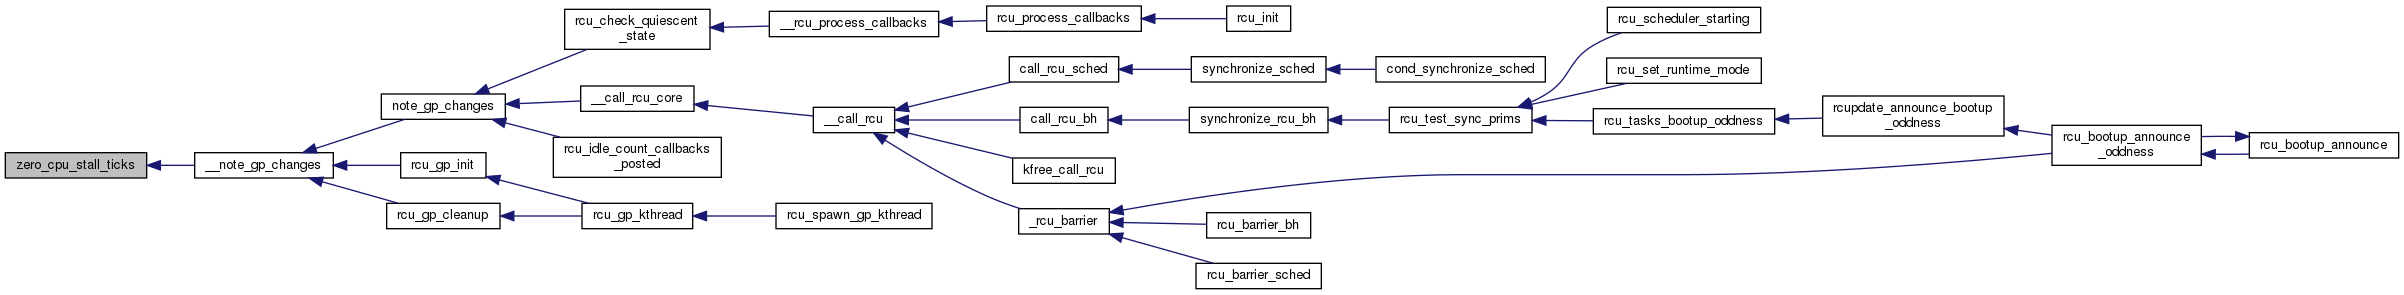 zero_cpu_stall_ticks
__note_gp_changes
note_gp_changes
rcu_gp_init
rcu_gp_cleanup
rcu_check_quiescent
_state
__call_rcu_core
rcu_idle_count_callbacks
_posted
rcu_gp_kthread
__rcu_process_callbacks
__call_rcu
rcu_spawn_gp_kthread
rcu_process_callbacks
call_rcu_sched
call_rcu_bh
kfree_call_rcu
_rcu_barrier
rcu_init
synchronize_sched
synchronize_rcu_bh
rcu_barrier_bh
rcu_barrier_sched
cond_synchronize_sched
rcu_test_sync_prims
rcu_scheduler_starting
rcu_set_runtime_mode
rcu_tasks_bootup_oddness
rcupdate_announce_bootup
_oddness
rcu_bootup_announce
_oddness
rcu_bootup_announce